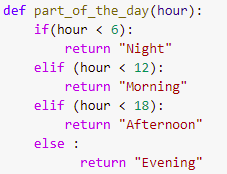 def part_of_the_day(hour):
    if(hour < 6):
        return "Night"
    elif (hour < 12):
        return "Morning"
    elif (hour < 18):
        return "Afternoon"
    else :
          return "Evening"